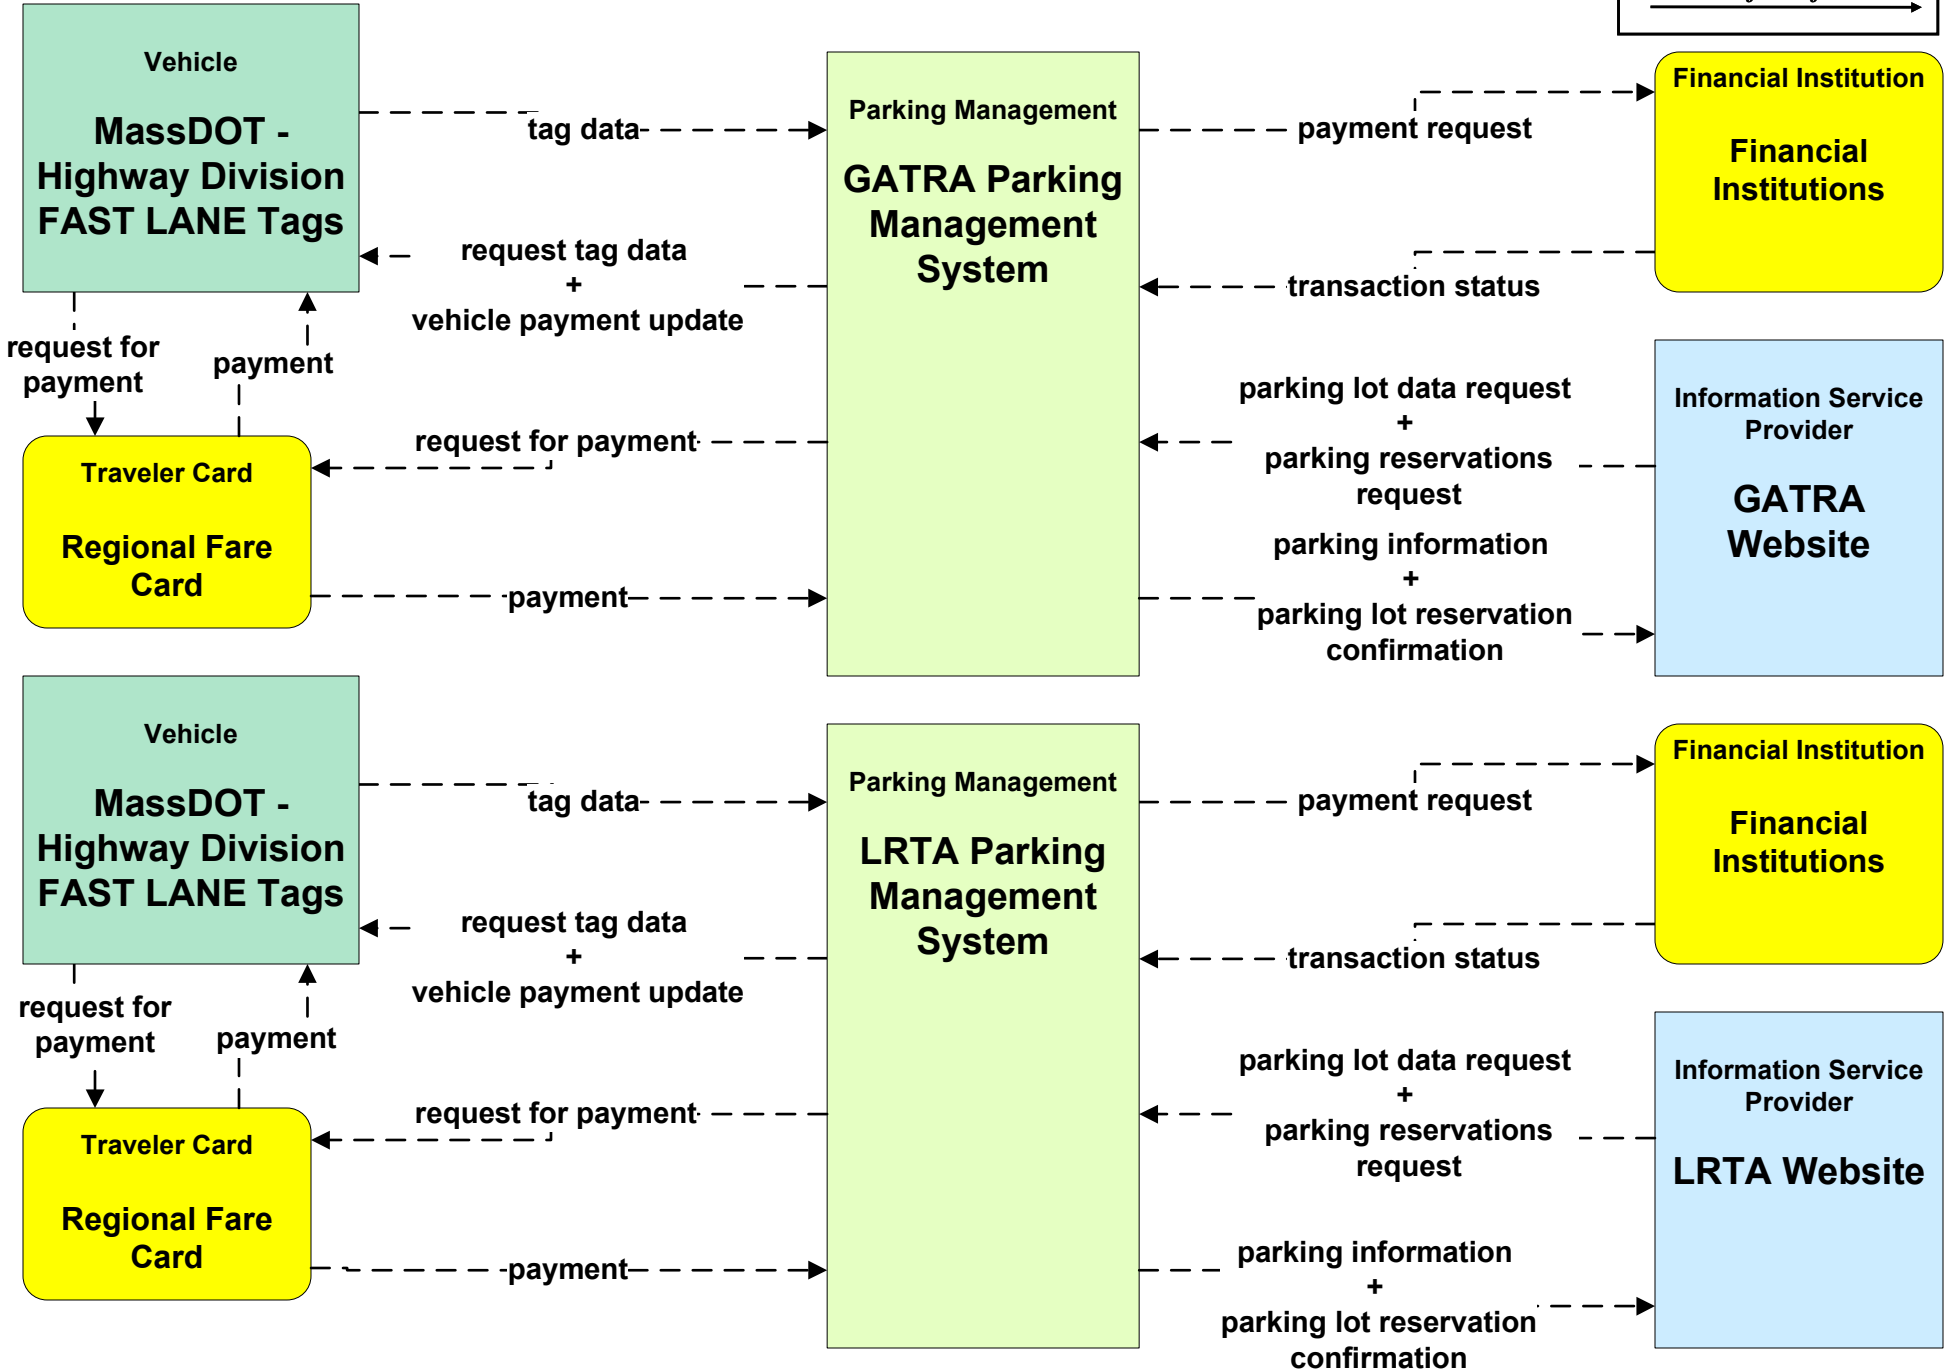 Vehicle
MassDOT -
Highway Division
FAST LANE Tags
tag data
Parking Management
GATRA Parking
Management
System
payment request
Financial Institution
Financial
Institutions
request tag data
+
vehicle payment update
transaction status
request for
payment
payment
Traveler Card
Regional Fare
Card
request for payment
payment
parking lot data request
+
parking reservations
request
parking information
+
parking lot reservation
confirmation
Information Service
Provider
GATRA
Website
Vehicle
MassDOT -
Highway Division
FAST LANE Tags
tag data
Parking Management
LRTA Parking
Management
System
payment request
Financial Institution
Financial
Institutions
request tag data
+
vehicle payment update
transaction status
request for
payment
payment
Traveler Card
Regional Fare
Card
request for payment
payment
parking lot data request
+
parking reservations
request
parking information
+
parking lot reservation
confirmation
Information Service
Provider
LRTA Website